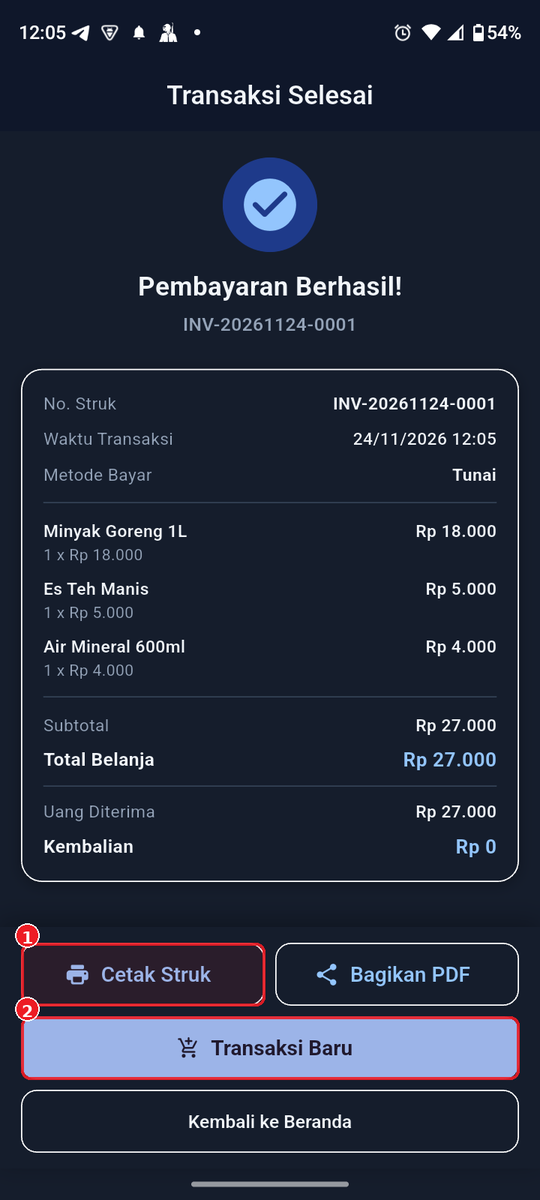 12:05 54%
Transaksi Selesai
Pembayaran Berhasil!
INV-20261124-0001
No. Struk INV-20261124-0001
Waktu Transaksi 24/11/2026 12:05
Metode Bayar Tunai
Minyak Goreng 1L Rp 18.000
1 x Rp 18.000
Es Teh Manis Rp 5.000
1 x Rp 5.000
Air Mineral 600ml Rp 4.000
1 x Rp 4.000
Subtotal Rp 27.000
Total Belanja Rp 27.000
Uang Diterima Rp 27.000
Kembalian Rp 0
1
Cetak Struk Bagikan PDF
2
Transaksi Baru
Kembali ke Beranda